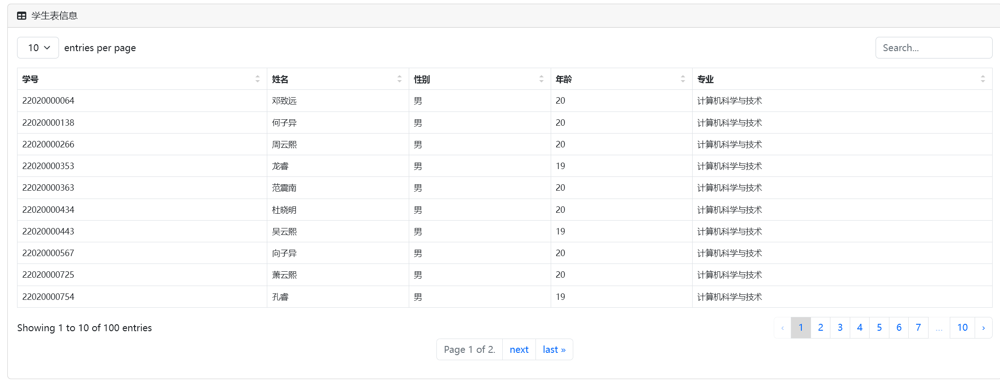 学生表信息
10 entries per page Search...
学号 姓名 性别 年龄 专业
22020000064 邓致远 男 20 计算机科学与技术
22020000138 何子异 男 20 计算机科学与技术
22020000266 周云熙 男 20 计算机科学与技术
22020000353 龙睿 男 19 计算机科学与技术
22020000363 范震南 男 20 计算机科学与技术
22020000434 杜晓明 男 20 计算机科学与技术
22020000443 吴云熙 男 19 计算机科学与技术
22020000567 向子异 男 20 计算机科学与技术
22020000725 萧云熙 男 20 计算机科学与技术
22020000754 孔睿 男 19 计算机科学与技术
Showing 1 to 10 of 100 entries ‹ 1 2 3 4 5 6 7 ... 10 ›
Page 1 of 2. next last »